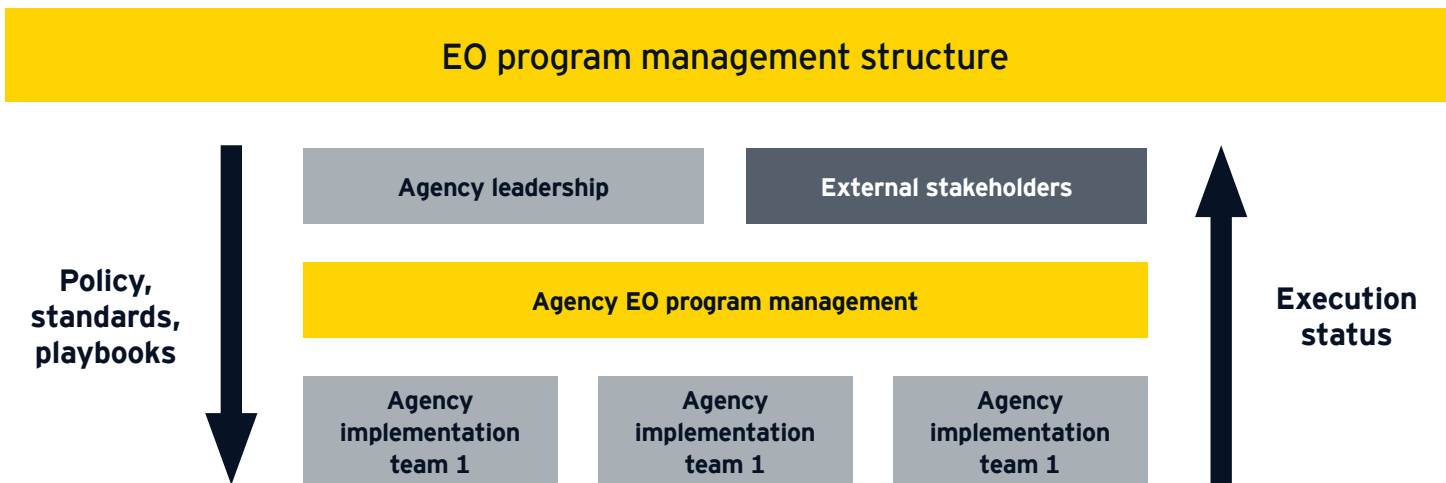 EO program management structure
Agency leadership
External stakeholders
Policy,
standards,
playbooks
Agency EO program management
Execution
status
Agency
implementation
team 1
Agency
implementation
team 1
Agency
implementation
team 1